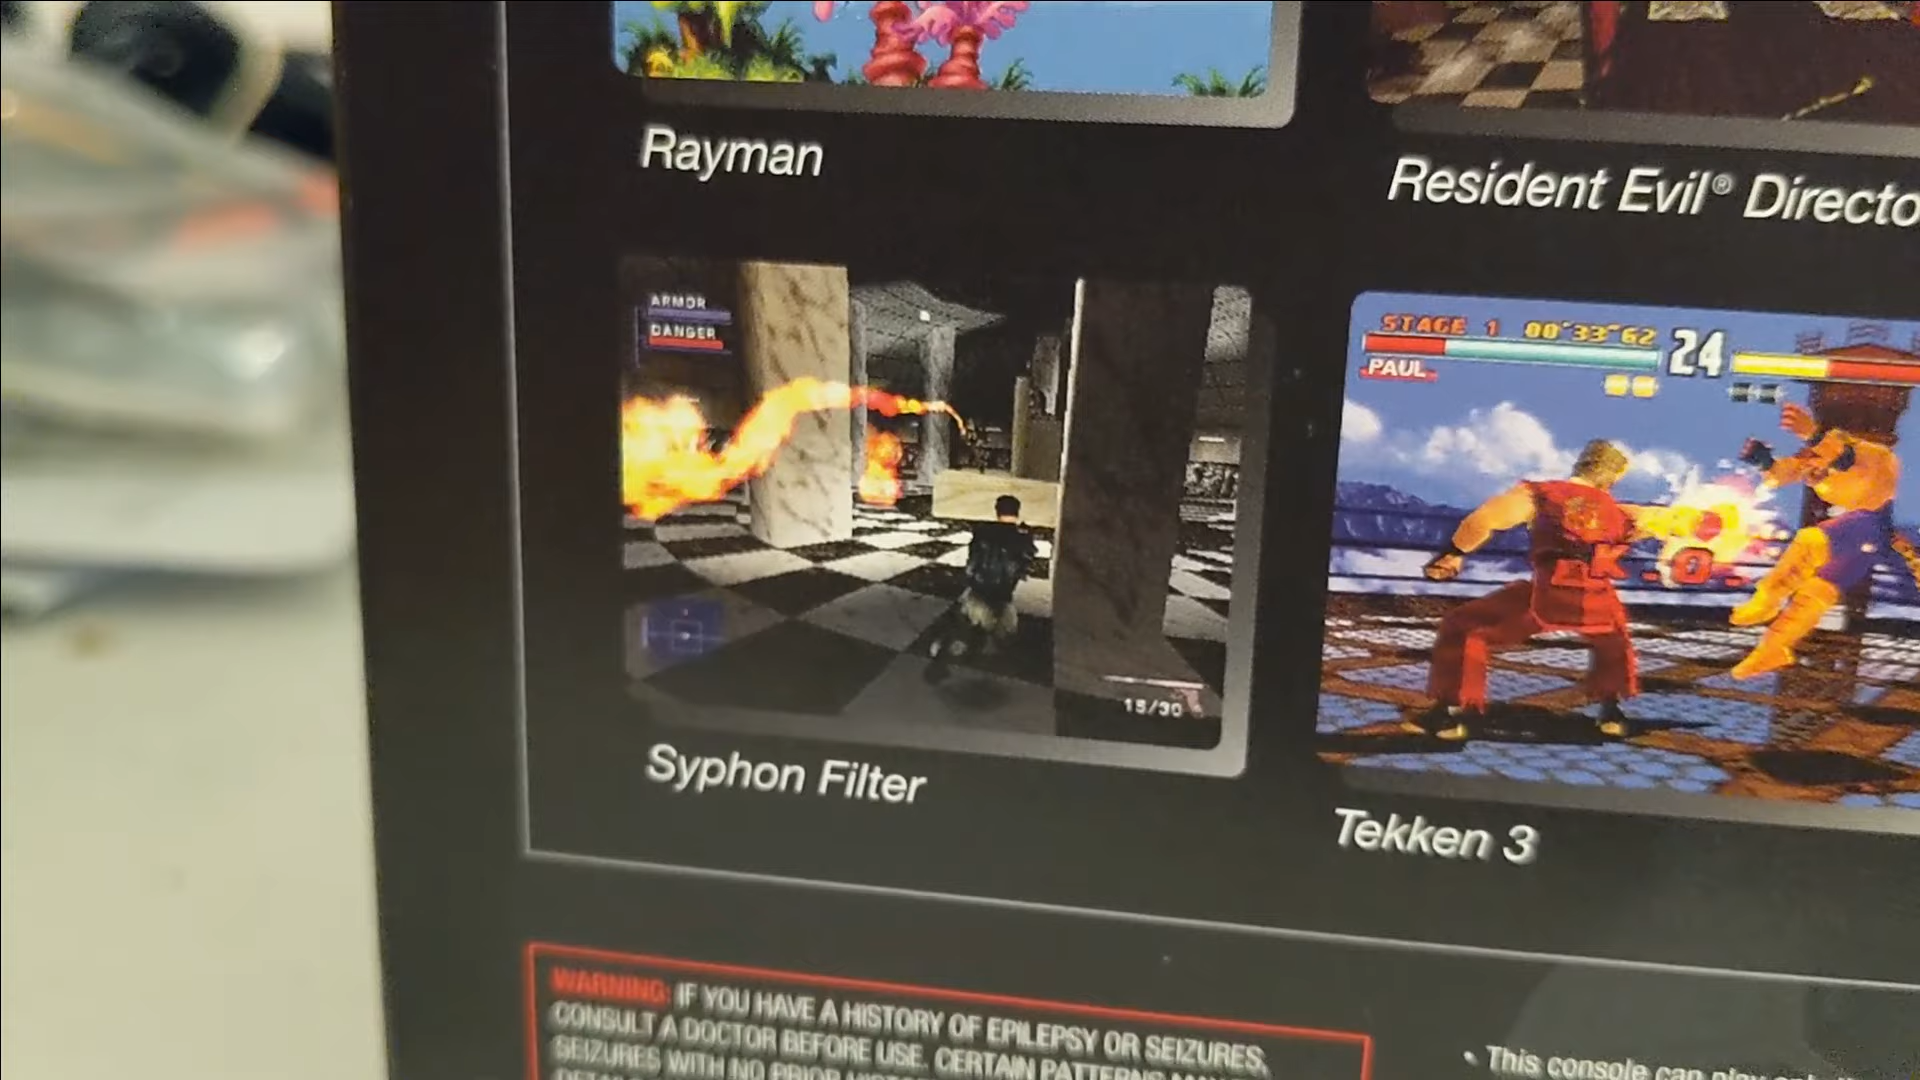 Rayman
Resident Evil® Directo
ARMOR
DANGER
15/30
STAGE 1 00'33"62 24
PAUL
K.O.
Syphon Filter
Tekken 3
WARNING: IF YOU HAVE A HISTORY OF EPILEPSY OR SEIZURES,
CONSULT A DOCTOR BEFORE USE. CERTAIN PATTERNS
SEIZURES WITH NO PRIOR
• This console can play